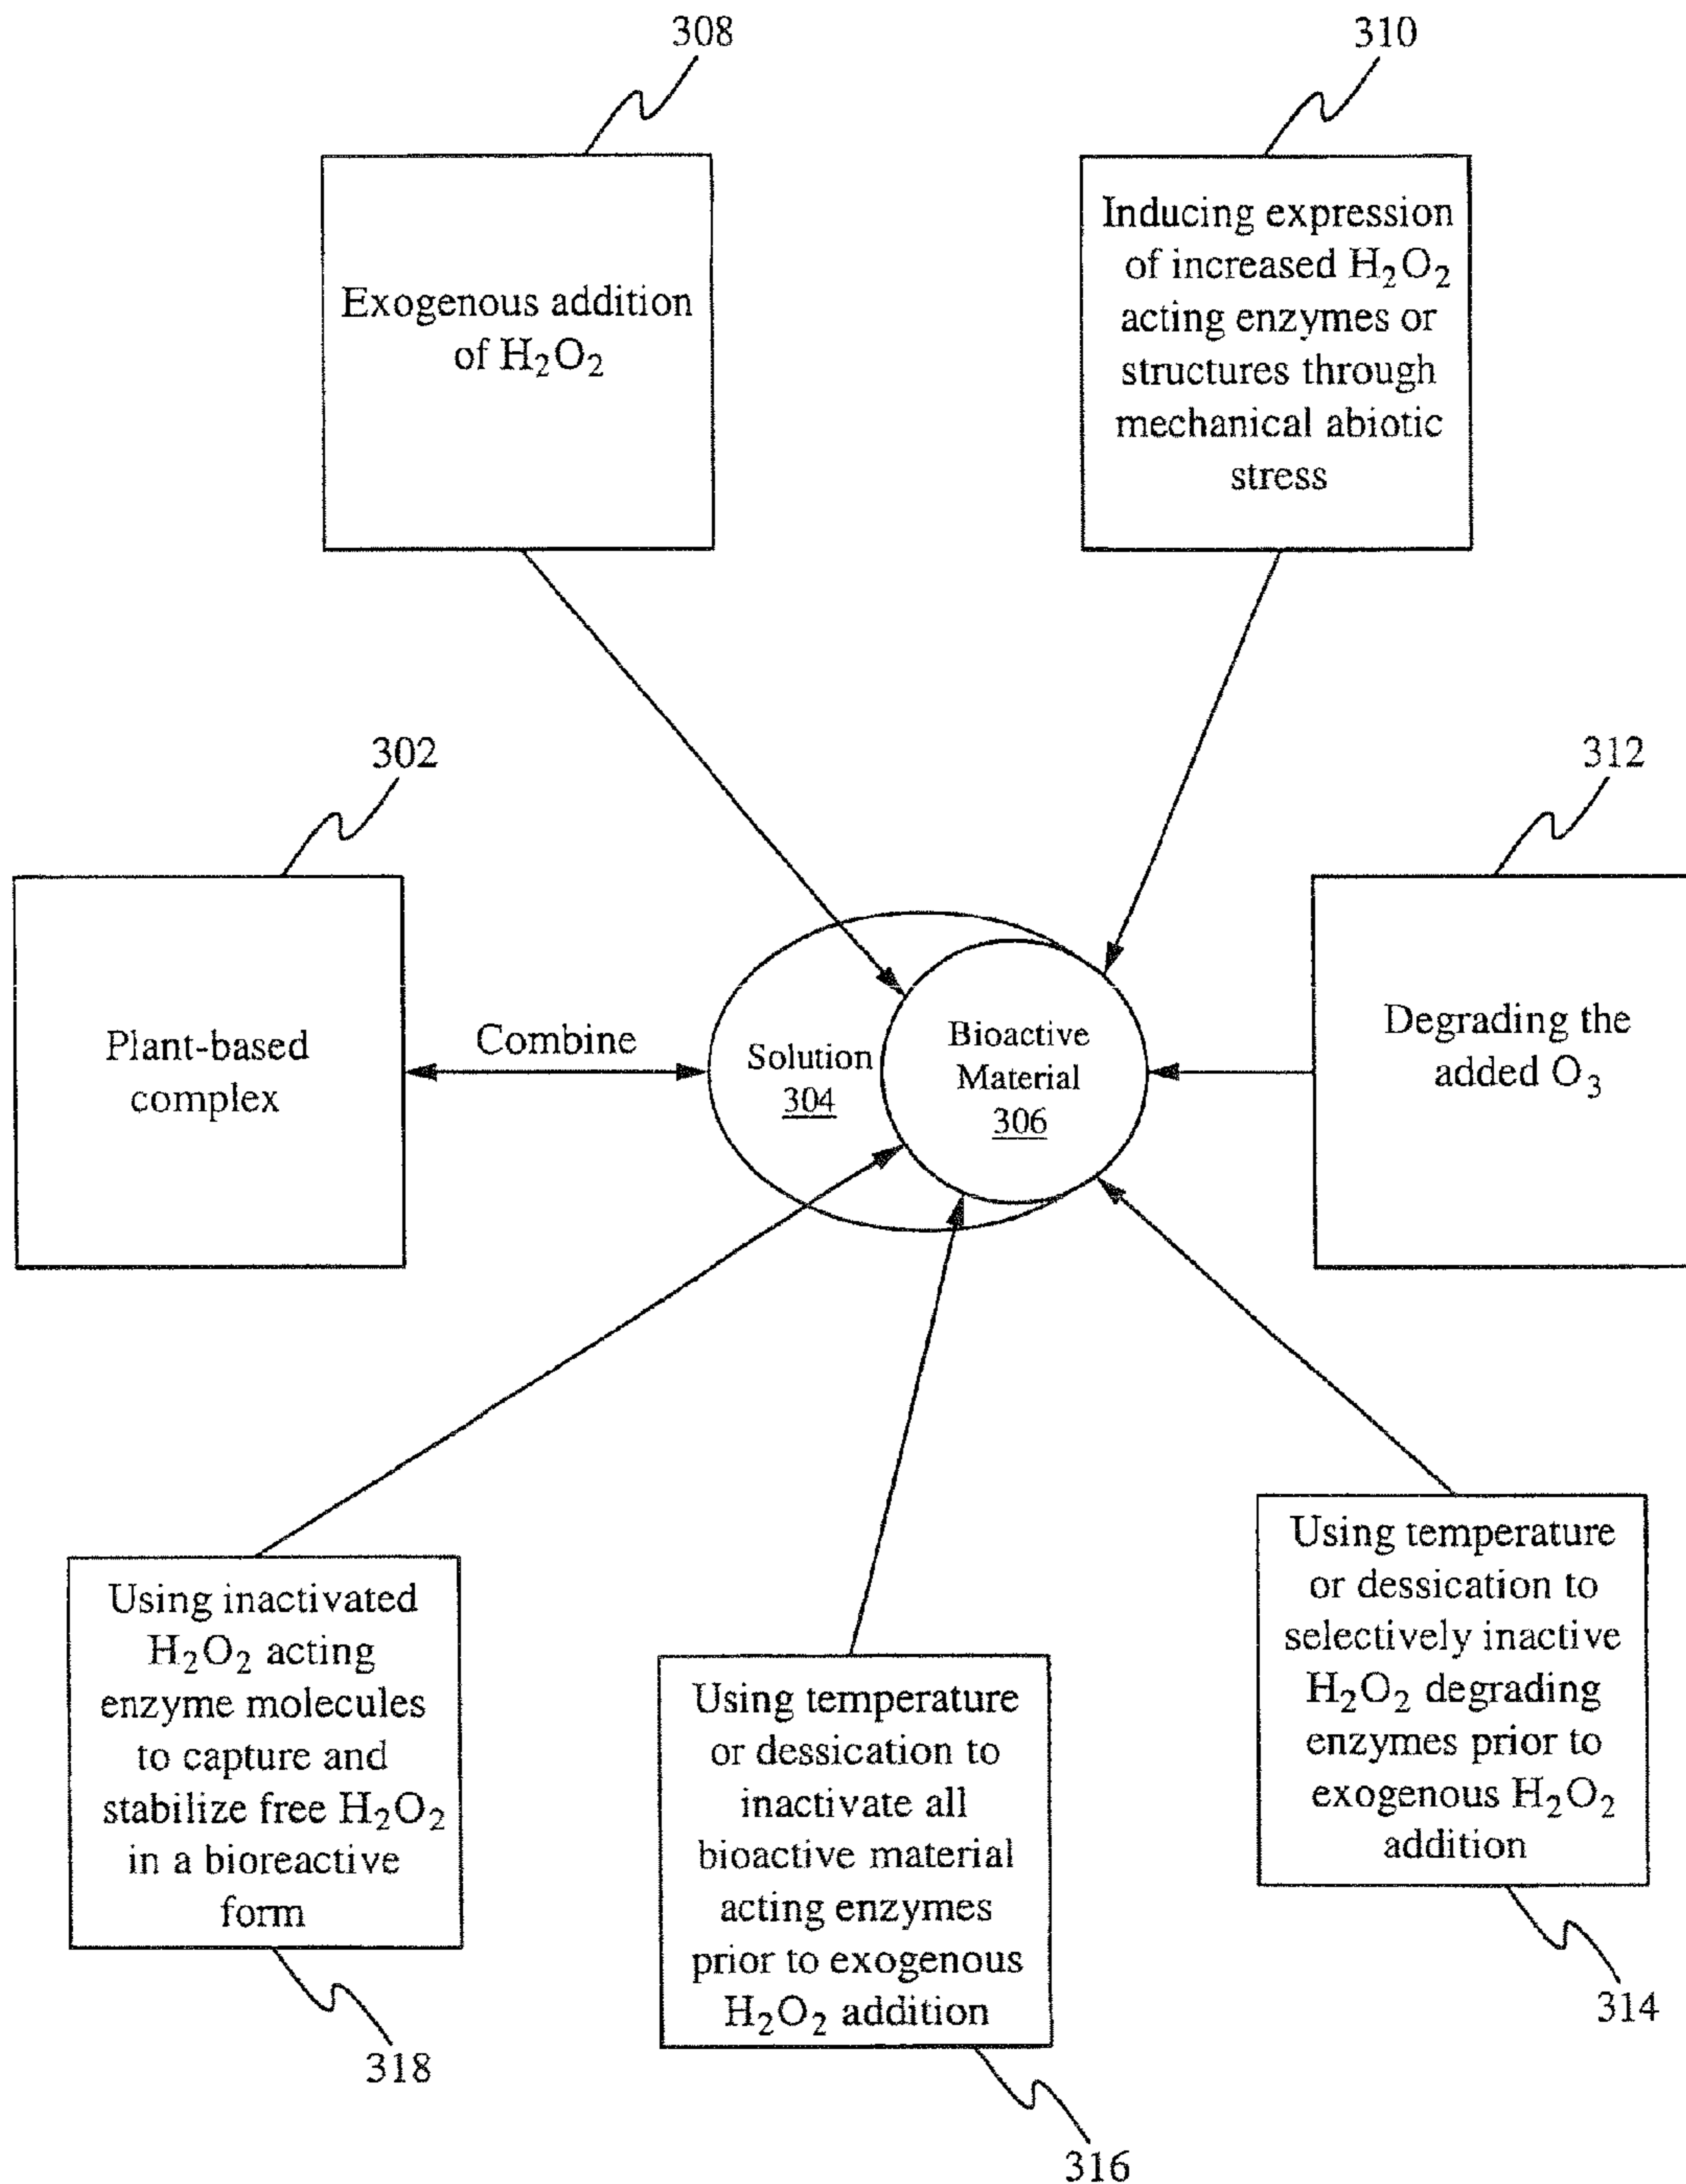 308
310
Exogenous addition
of H₂O₂
Inducing expression
of increased H₂O₂
acting enzymes or
structures through
mechanical abiotic
stress
302
312
Plant-based
complex
Combine
Solution
304
Bioactive
Material
306
Degrading the
added O₃
Using inactivated
H₂O₂ acting
enzyme molecules
to capture and
stabilize free H₂O₂
in a bioreactive
form
318
Using temperature
or dessication to
inactivate all
bioactive material
acting enzymes
prior to exogenous
H₂O₂ addition
316
Using temperature
or dessication to
selectively inactive
H₂O₂ degrading
enzymes prior to
exogenous H₂O₂
addition
314